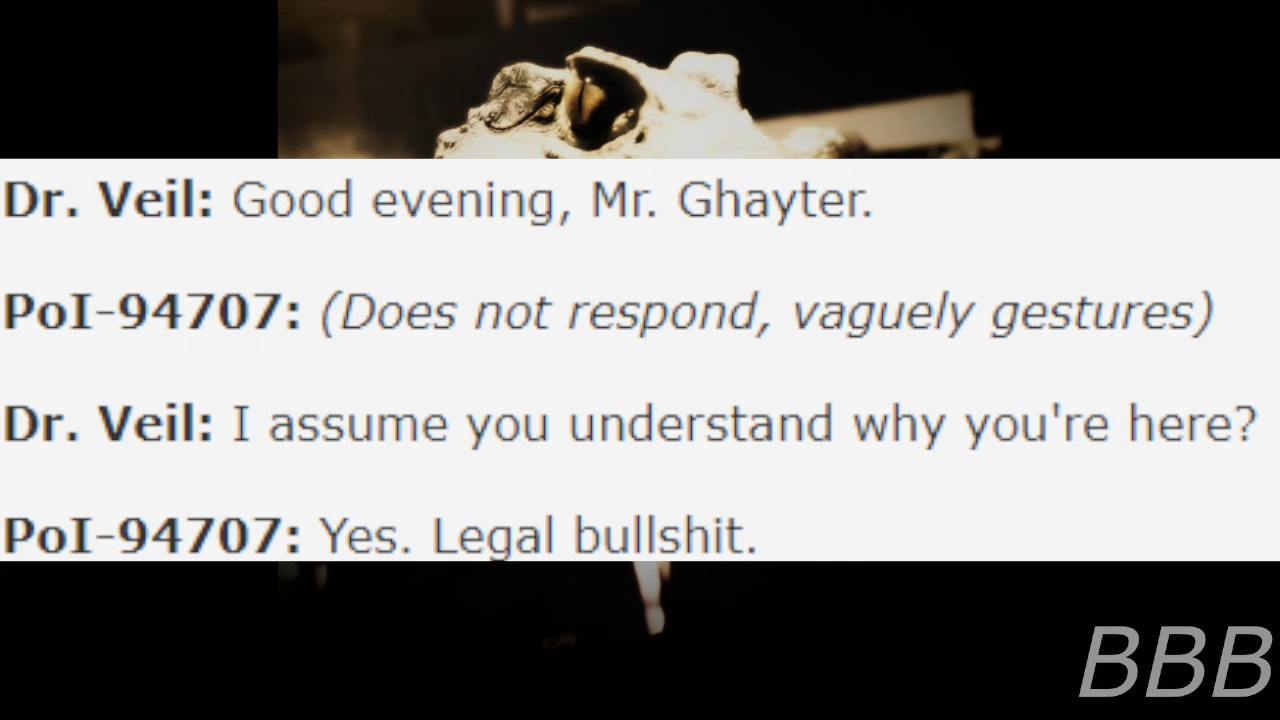 Dr. Veil: Good evening, Mr. Ghayter.
PoI-94707: (Does not respond, vaguely gestures)
Dr. Veil: I assume you understand why you're here?
PoI-94707: Yes. Legal bullshit.
BBB